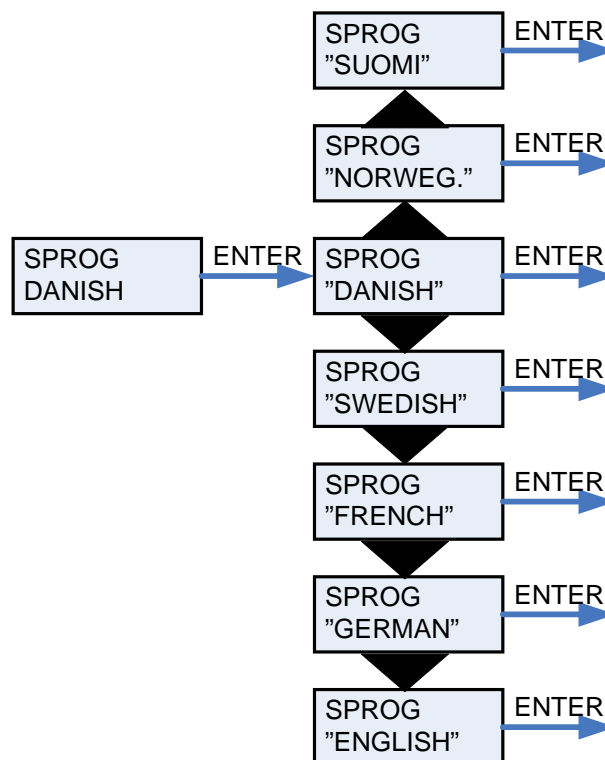 SPROG
”SUOMI”
ENTER
SPROG
”NORWEG.”
ENTER
SPROG
DANISH
ENTER
SPROG
”DANISH”
ENTER
SPROG
”SWEDISH”
ENTER
SPROG
”FRENCH”
ENTER
SPROG
”GERMAN”
ENTER
SPROG
”ENGLISH”
ENTER